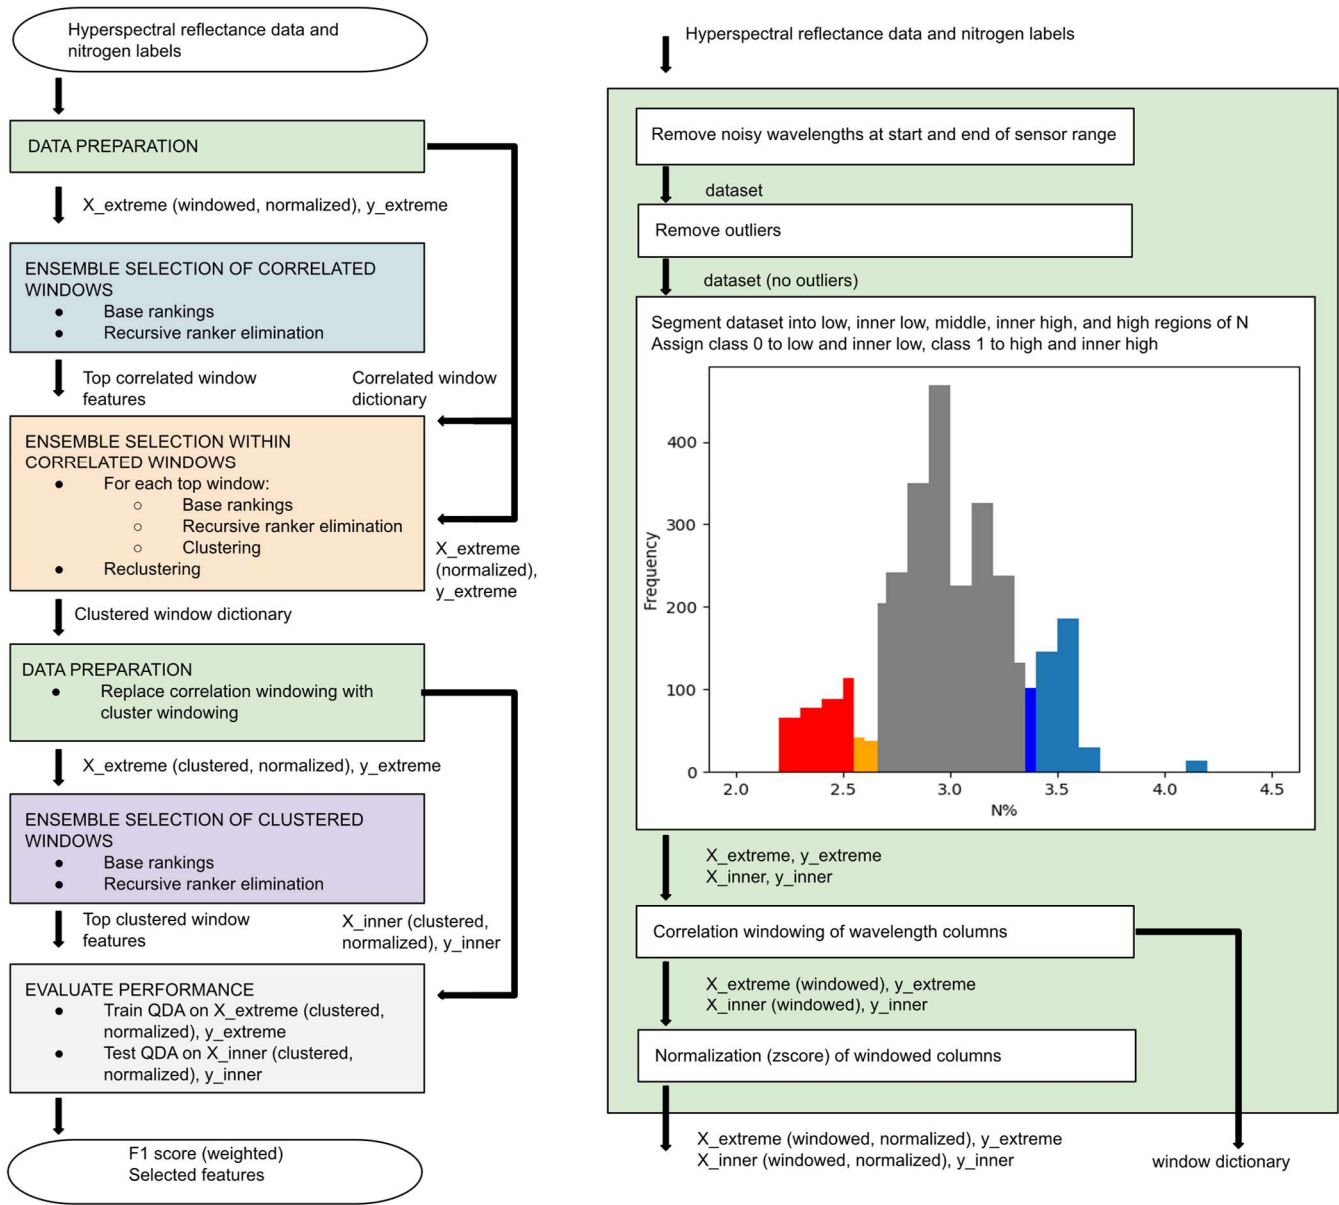 Hyperspectral reflectance data and
nitrogen labels
DATA PREPARATION
X_extreme (windowed, normalized), y_extreme
ENSEMBLE SELECTION OF CORRELATED
WINDOWS
● Base rankings
● Recursive ranker elimination
Top correlated window
features
Correlated window
dictionary
ENSEMBLE SELECTION WITHIN
CORRELATED WINDOWS
● For each top window:
○ Base rankings
○ Recursive ranker elimination
○ Clustering
● Reclustering
X_extreme
(normalized),
y_extreme
Clustered window dictionary
DATA PREPARATION
● Replace correlation windowing with
cluster windowing
X_extreme (clustered, normalized), y_extreme
ENSEMBLE SELECTION OF CLUSTERED
WINDOWS
● Base rankings
● Recursive ranker elimination
Top clustered window
features
X_inner (clustered,
normalized), y_inner
EVALUATE PERFORMANCE
● Train QDA on X_extreme (clustered,
normalized), y_extreme
● Test QDA on X_inner (clustered,
normalized), y_inner
F1 score (weighted)
Selected features
Hyperspectral reflectance data and nitrogen labels
Remove noisy wavelengths at start and end of sensor range
dataset
Remove outliers
dataset (no outliers)
Segment dataset into low, inner low, middle, inner high, and high regions of N
Assign class 0 to low and inner low, class 1 to high and inner high
Frequency
400
300
200
100
0
2.0 2.5 3.0 3.5 4.0 4.5
N%
X_extreme, y_extreme
X_inner, y_inner
Correlation windowing of wavelength columns
X_extreme (windowed), y_extreme
X_inner (windowed), y_inner
Normalization (zscore) of windowed columns
X_extreme (windowed, normalized), y_extreme
X_inner (windowed, normalized), y_inner
window dictionary